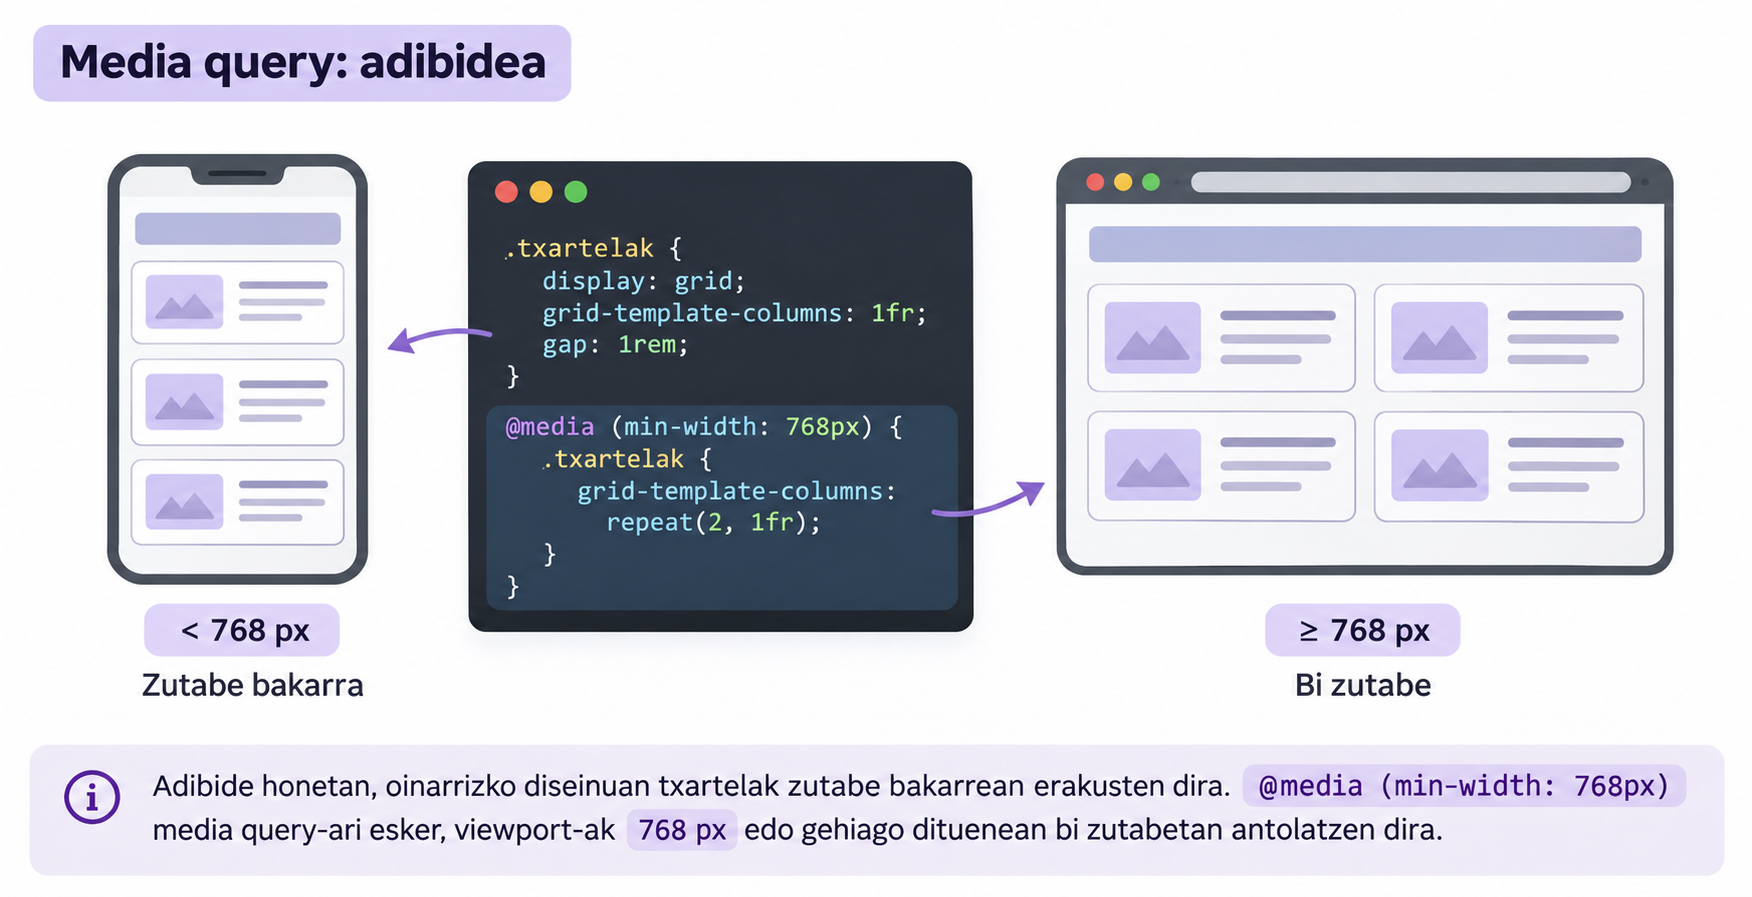 Media query: adibidea
.txartelak {
display: grid;
grid-template-columns: 1fr;
gap: 1rem;
}
@media (min-width: 768px) {
.txartelak {
grid-template-columns:
repeat(2, 1fr);
}
}
< 768 px
Zutabe bakarra
≥ 768 px
Bi zutabe
Adibide honetan, oinarrizko diseinuan txartelak zutabe bakarrean erakusten dira. @media (min-width: 768px)
media query-ari esker, viewport-ak 768 px edo gehiago dituenean bi zutabetan antolatzen dira.